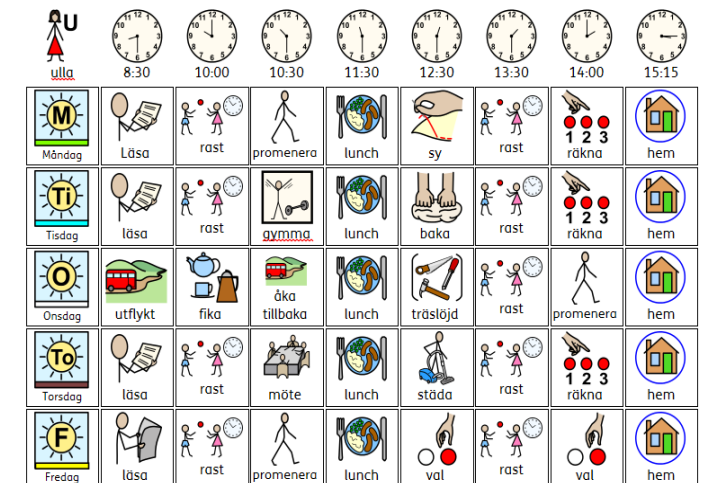 U
ulla 8:30 10:00 10:30 11:30 12:30 13:30 14:00 15:15
M
1 2 3
Måndag Läsa rast promenera lunch sy rast räkna hem
Ti
1 2 3
Tisdag läsa rast gymma lunch baka rast räkna hem
O
Onsdag utflykt fika åka tillbaka lunch träslöjd rast promenera hem
To
1 2 3
Torsdag läsa rast möte lunch städa rast räkna hem
F
Fredag läsa rast promenera lunch val rast val hem